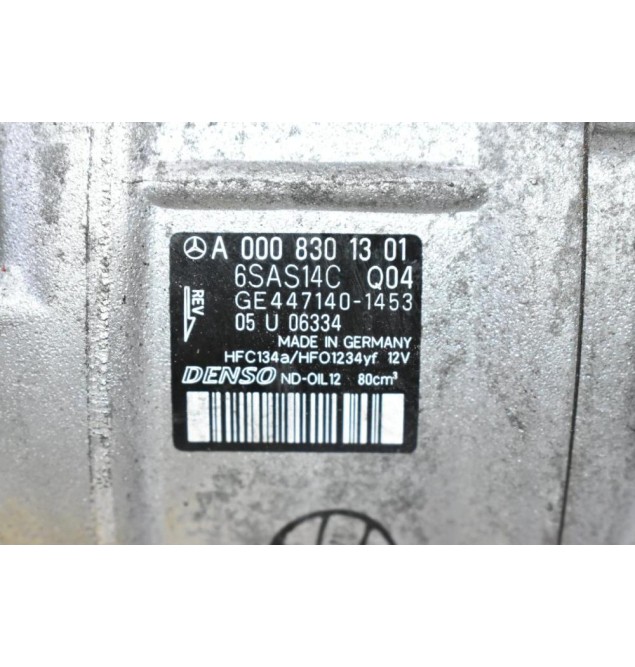 A 000 830 13 01
6SAS14C Q04
GE447140-1453
REV.
05 U 06334
MADE IN GERMANY
HFC134a/HFO1234yf 12V
DENSO ND-OIL12 80cm³